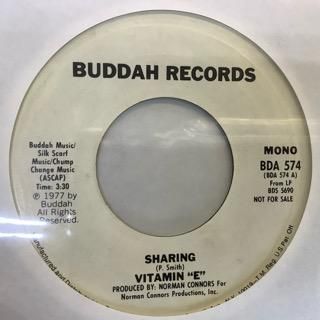 BUDDAH RECORDS
Buddah Music/
Silk Scarf
Music/Chump
Change Music
(ASCAP)
Time: 3:30
℗ 1977 by
Buddah
All Rights
Reserved.
MONO
BDA 574
(BDA 574 A)
From LP
BDS 5690
NOT FOR SALE
SHARING
(P. Smith)
VITAMIN "E"
PRODUCED BY: NORMAN CONNORS FOR
Norman Connors Productions, Inc.